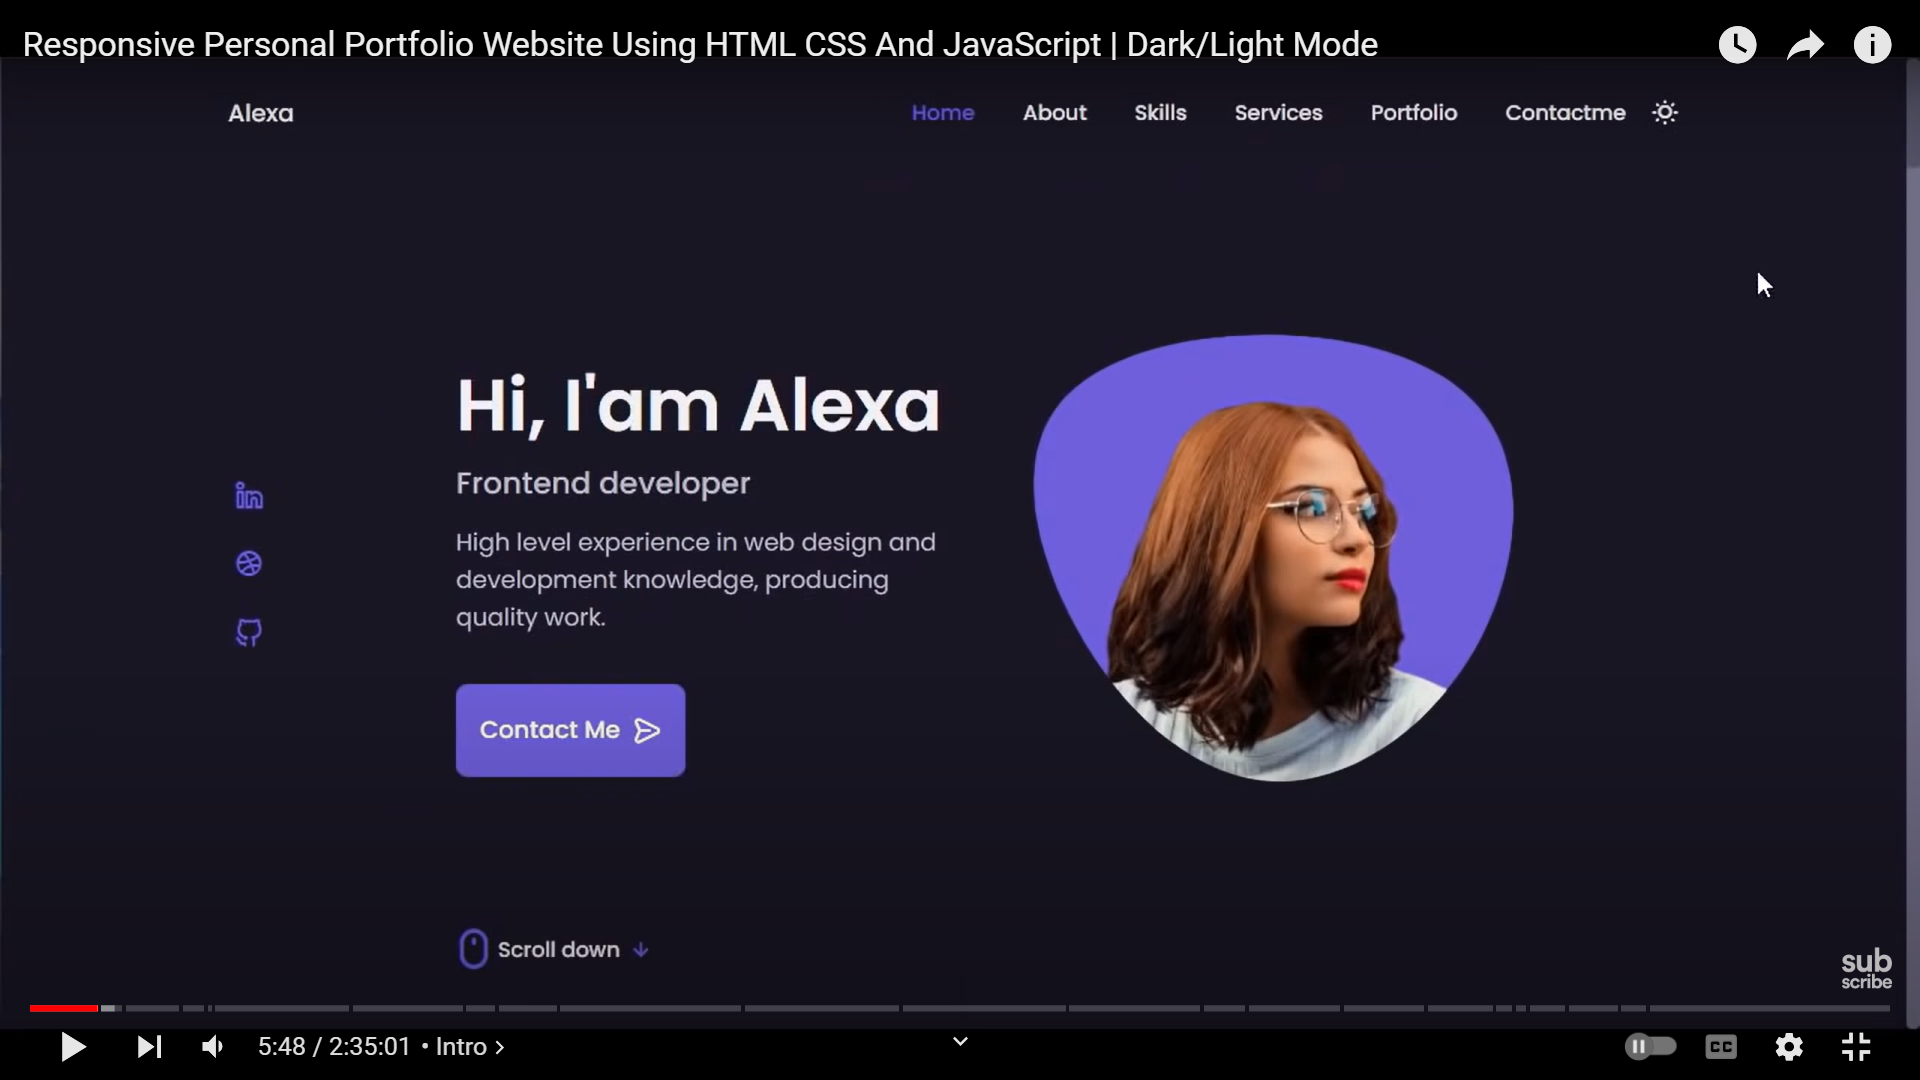 Responsive Personal Portfolio Website Using HTML CSS And JavaScript | Dark/Light Mode
Alexa
Home About Skills Services Portfolio Contactme
Hi, I'am Alexa
Frontend developer
High level experience in web design and
development knowledge, producing
quality work.
Contact Me
Scroll down
sub
scribe
5:48 / 2:35:01 • Intro
CC